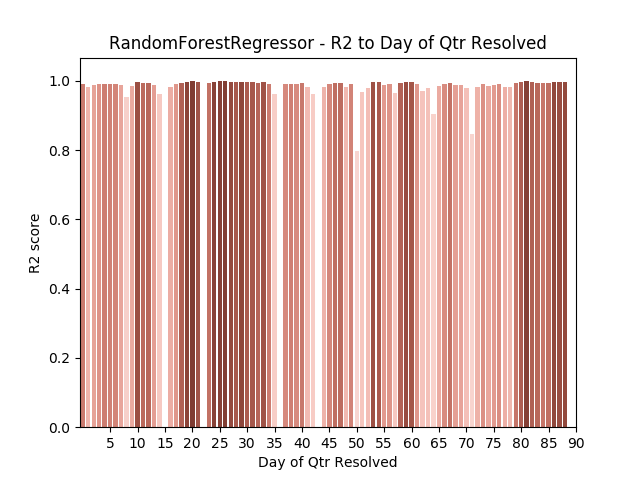 RandomForestRegressor - R2 to Day of Qtr Resolved
1.0
0.8
0.6
0.4
0.2
0.0
R2 score
5 10 15 20 25 30 35 40 45 50 55 60 65 70 75 80 85 90
Day of Qtr Resolved